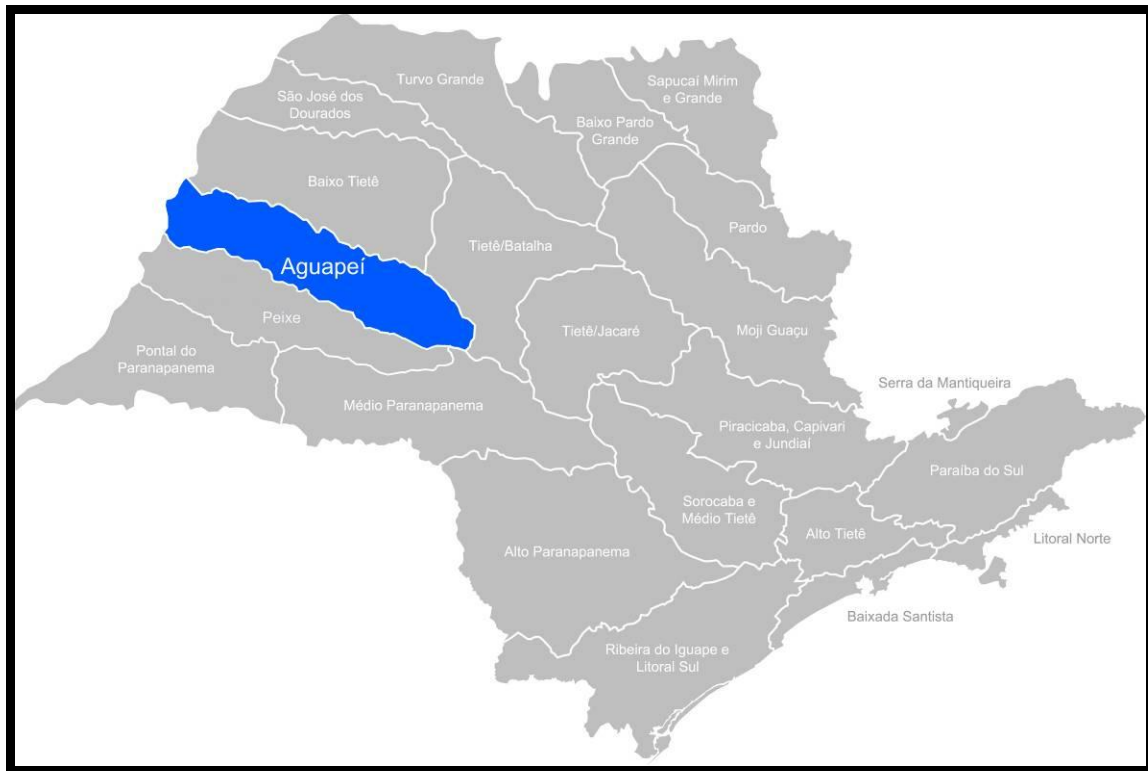 Turvo Grande
Sapucaí Mirim
e Grande
São José dos
Dourados
Baixo Pardo
Grande
Baixo Tietê
Pardo
Tietê/Batalha
Aguapeí
Peixe
Tietê/Jacaré
Moji Guaçu
Pontal do
Paranapanema
Serra da Mantiqueira
Médio Paranapanema
Piracicaba, Capivari
e Jundiaí
Paraíba do Sul
Sorocaba e
Médio Tietê
Alto Tietê
Litoral Norte
Alto Paranapanema
Baixada Santista
Ribeira do Iguape e
Litoral Sul